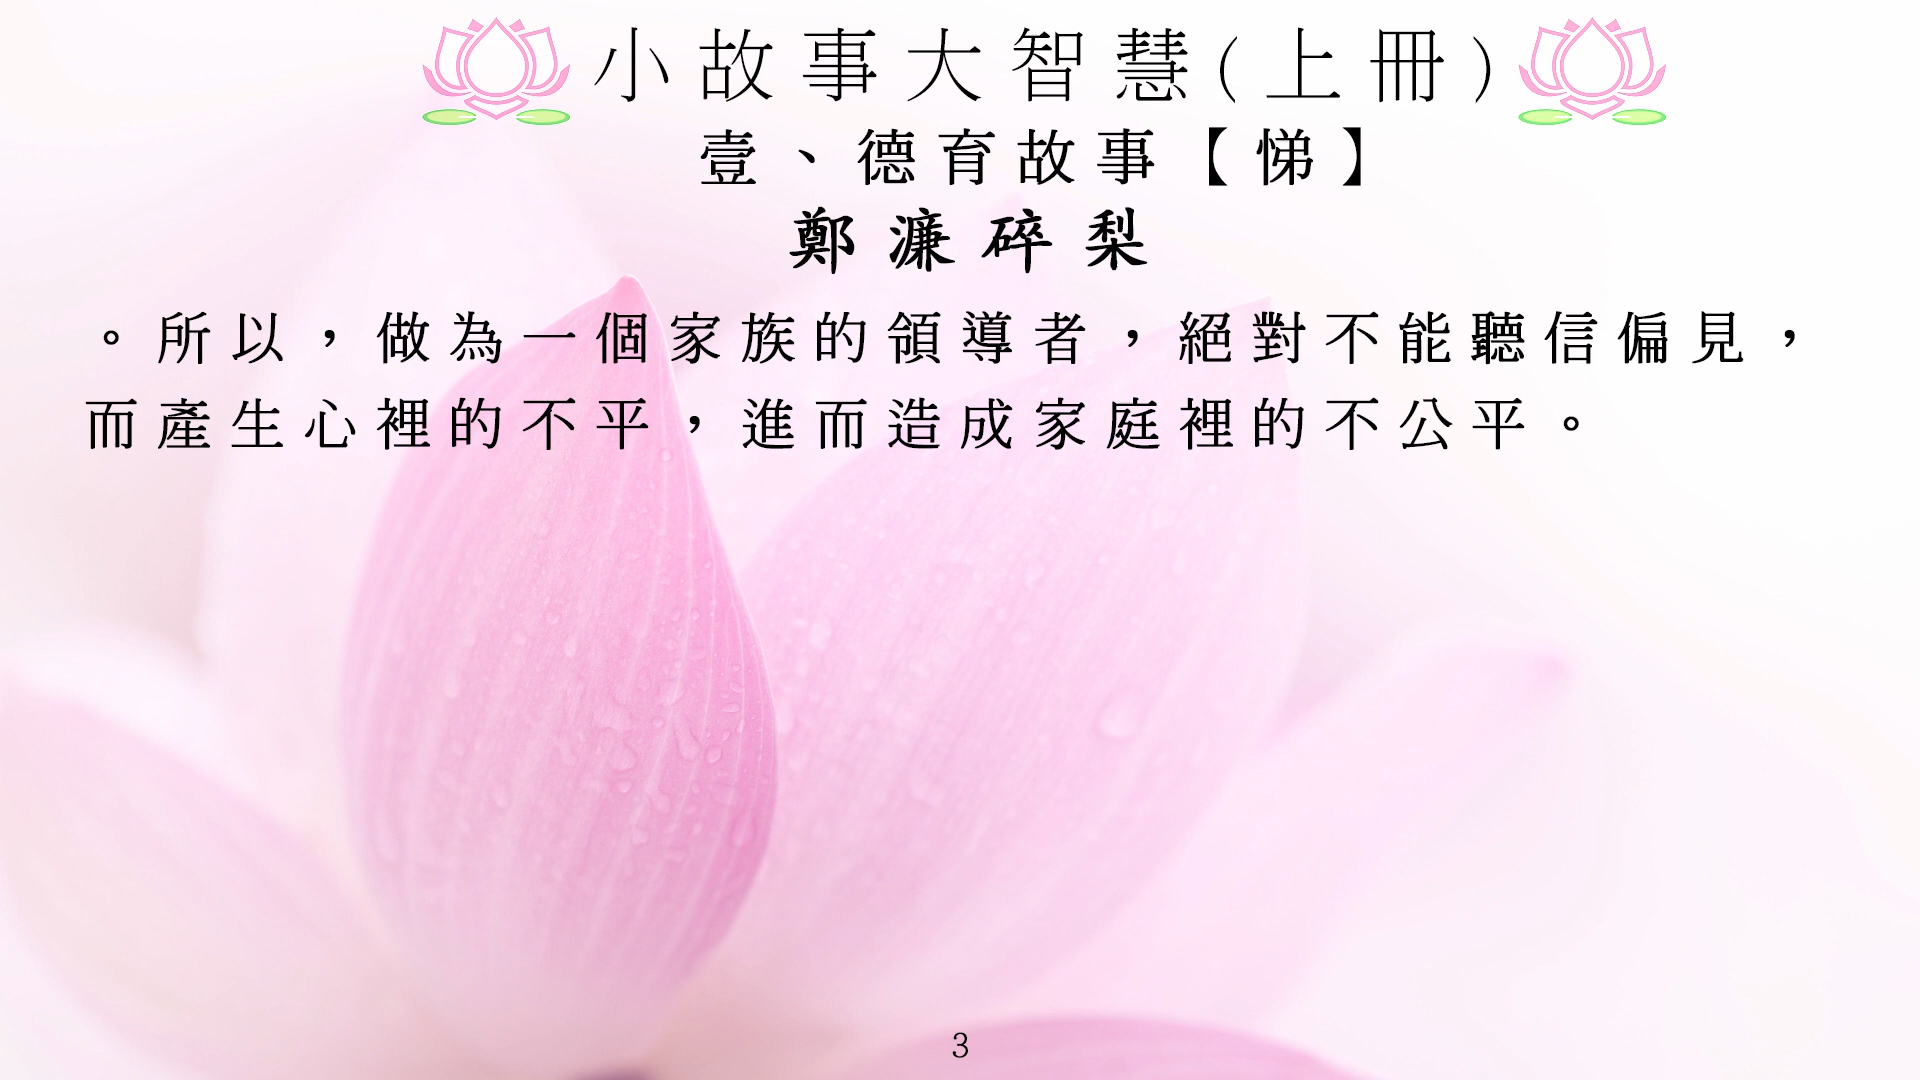 小故事大智慧(上冊)
壹、德育故事【悌】
鄭濂碎梨
。所以，做為一個家族的領導者，絕對不能聽信偏見，
而產生心裡的不平，進而造成家庭裡的不公平。
3